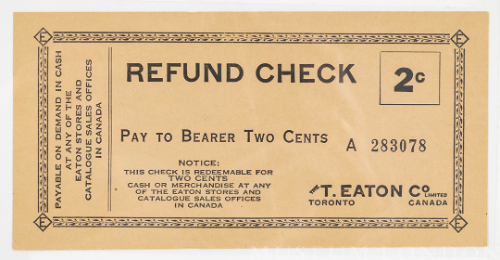 PAYABLE ON DEMAND IN CASH
AT ANY OF THE
EATON STORES AND
CATALOGUE SALES OFFICES
IN CANADA
REFUND CHECK
2c
PAY TO BEARER TWO CENTS
A 283078
NOTICE:
THIS CHECK IS REDEEMABLE FOR
TWO CENTS
CASH OR MERCHANDISE AT ANY
OF THE EATON STORES AND
CATALOGUE SALES OFFICES
IN CANADA
THE T. EATON CO LIMITED
TORONTO CANADA
E
E
E
E